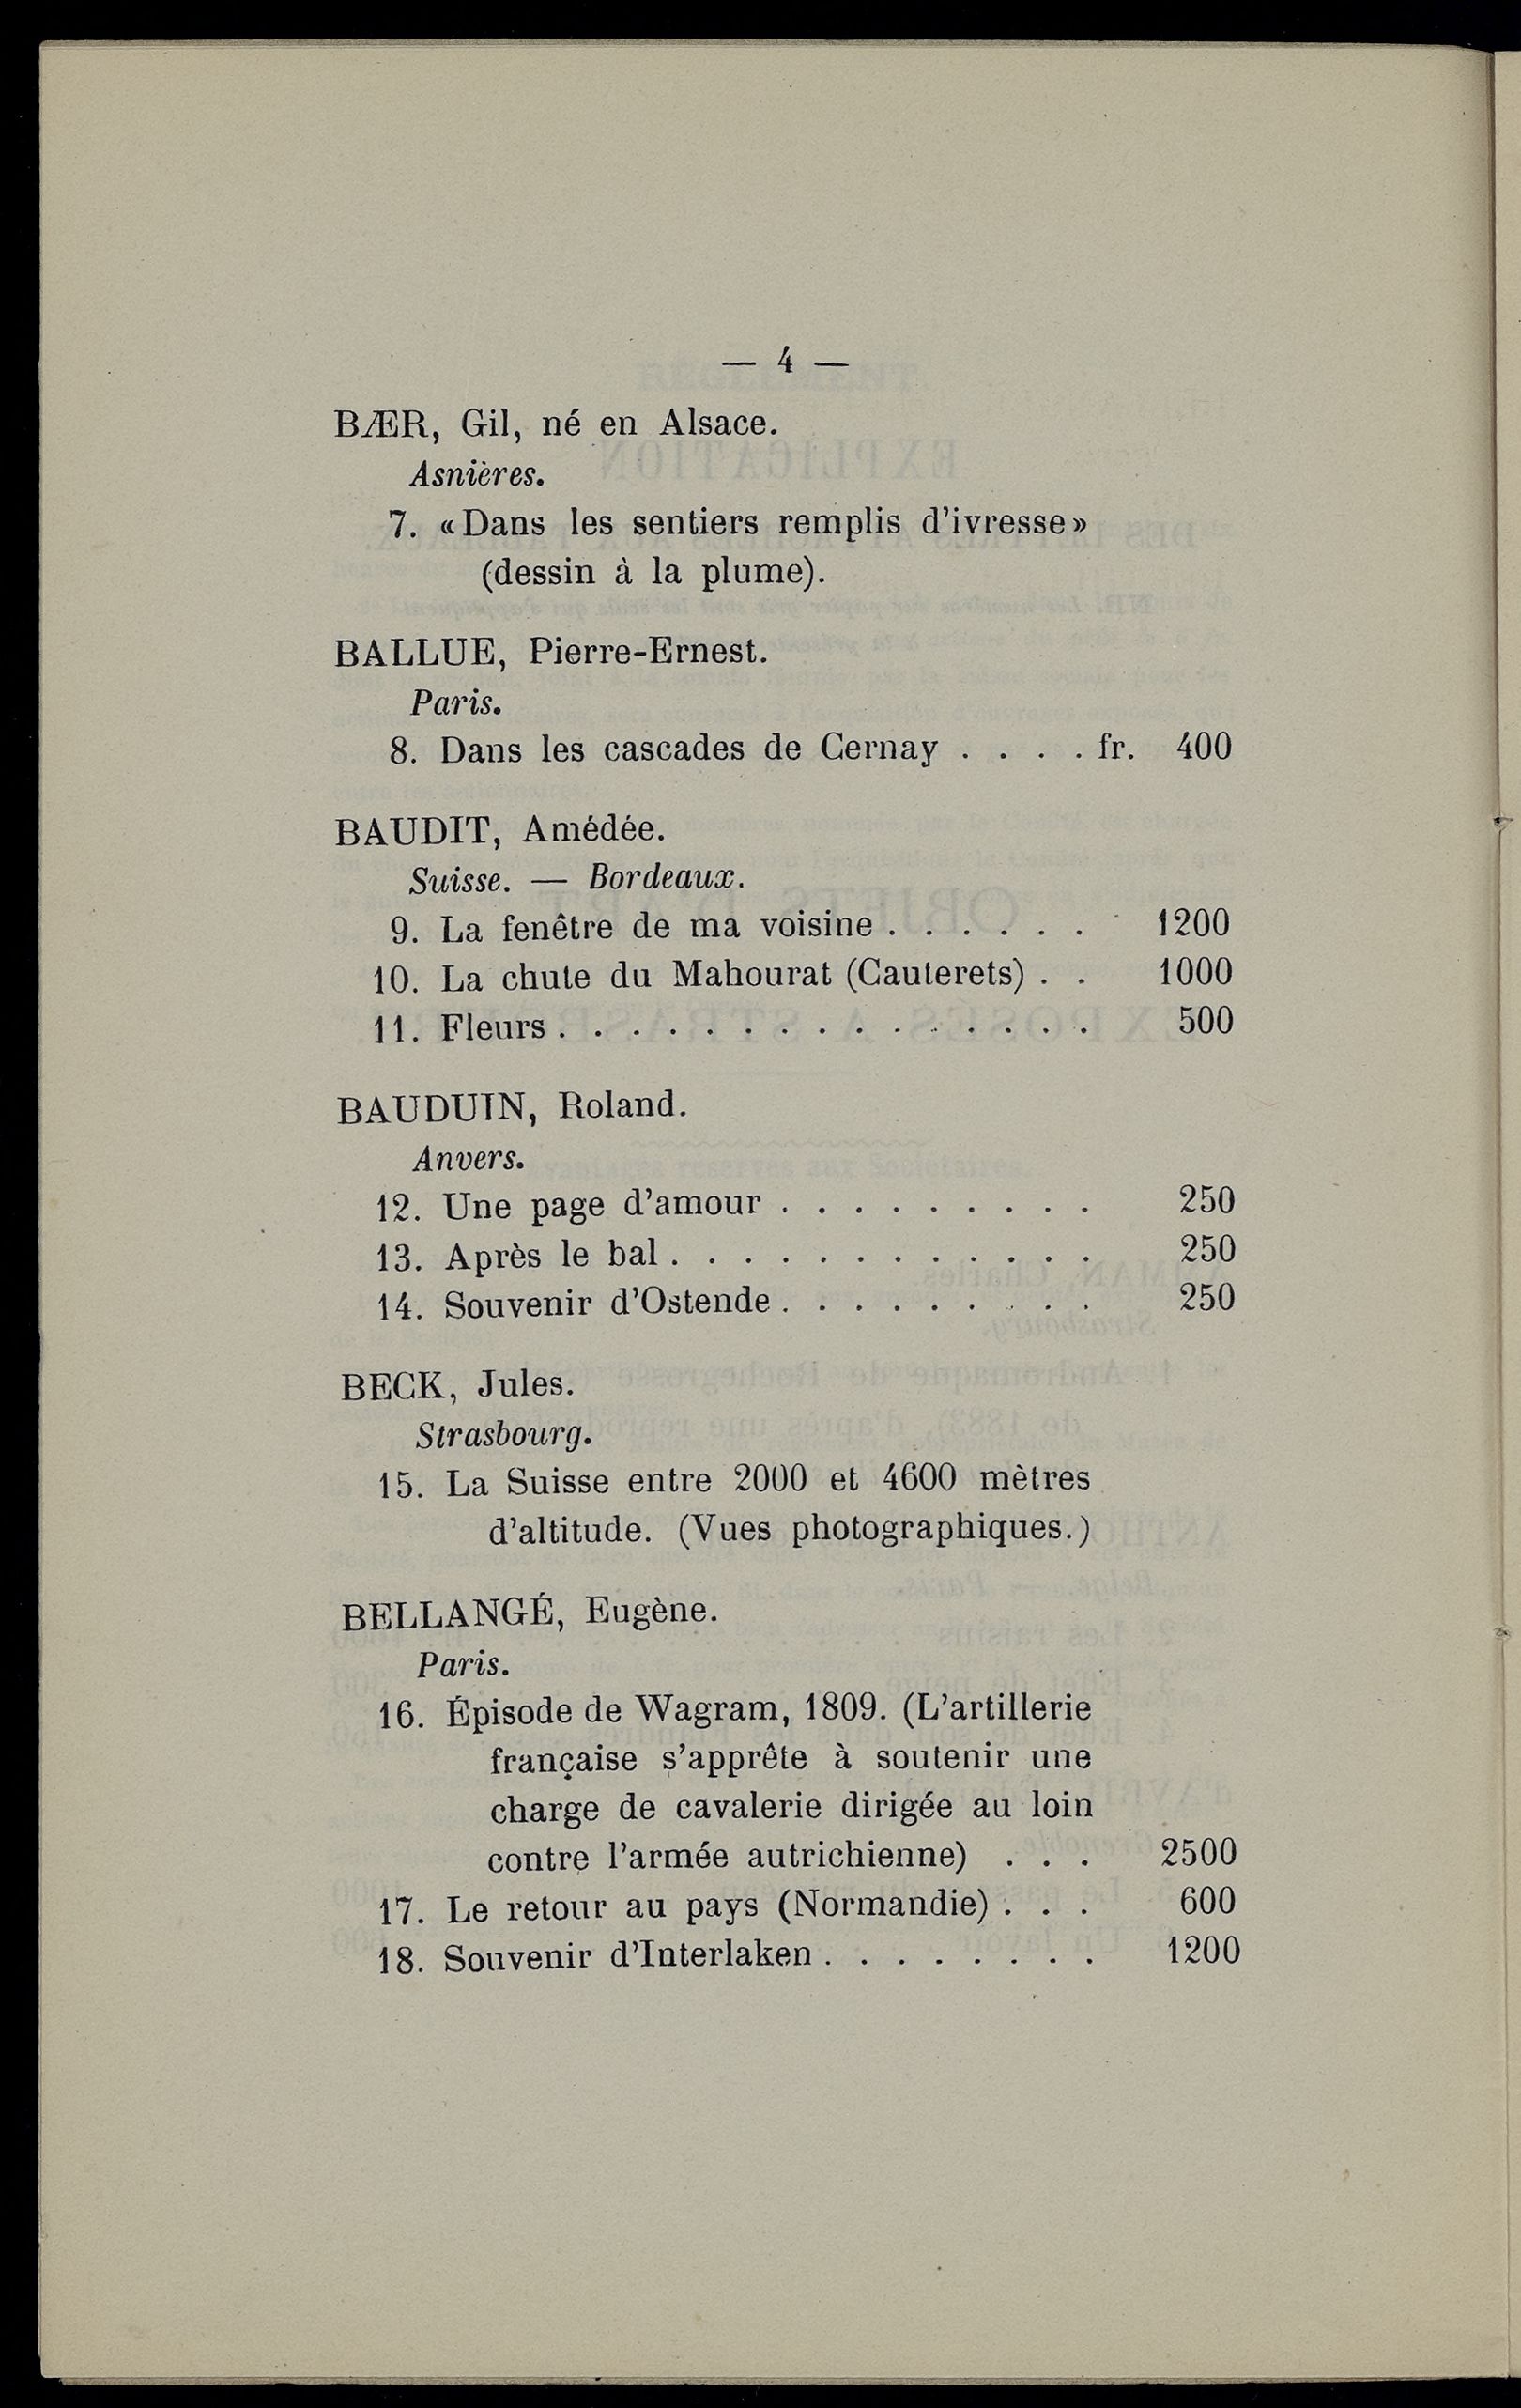 — 4 —
BÆR, Gil, né en Alsace.
Asnières.
7. «Dans les sentiers remplis d'ivresse»
(dessin à la plume).
BALLUE, Pierre-Ernest.
Paris.
8. Dans les cascades de Cernay . . . . fr. 400
BAUDIT, Amédée.
Suisse. — Bordeaux.
9. La fenêtre de ma voisine . . . . . . 1200
10. La chute du Mahourat (Cauterets) . . 1000
11. Fleurs . . . . . . . . . . . . . . . 500
BAUDUIN, Roland.
Anvers.
12. Une page d'amour . . . . . . . . . 250
13. Après le bal . . . . . . . . . . . . 250
14. Souvenir d'Ostende . . . . . . . . . 250
BECK, Jules.
Strasbourg.
15. La Suisse entre 2000 et 4600 mètres
d'altitude. (Vues photographiques.)
BELLANGÉ, Eugène.
Paris.
16. Épisode de Wagram, 1809. (L'artillerie
française s'apprête à soutenir une
charge de cavalerie dirigée au loin
contre l'armée autrichienne) . . . 2500
17. Le retour au pays (Normandie) . . . 600
18. Souvenir d'Interlaken . . . . . . . . 1200